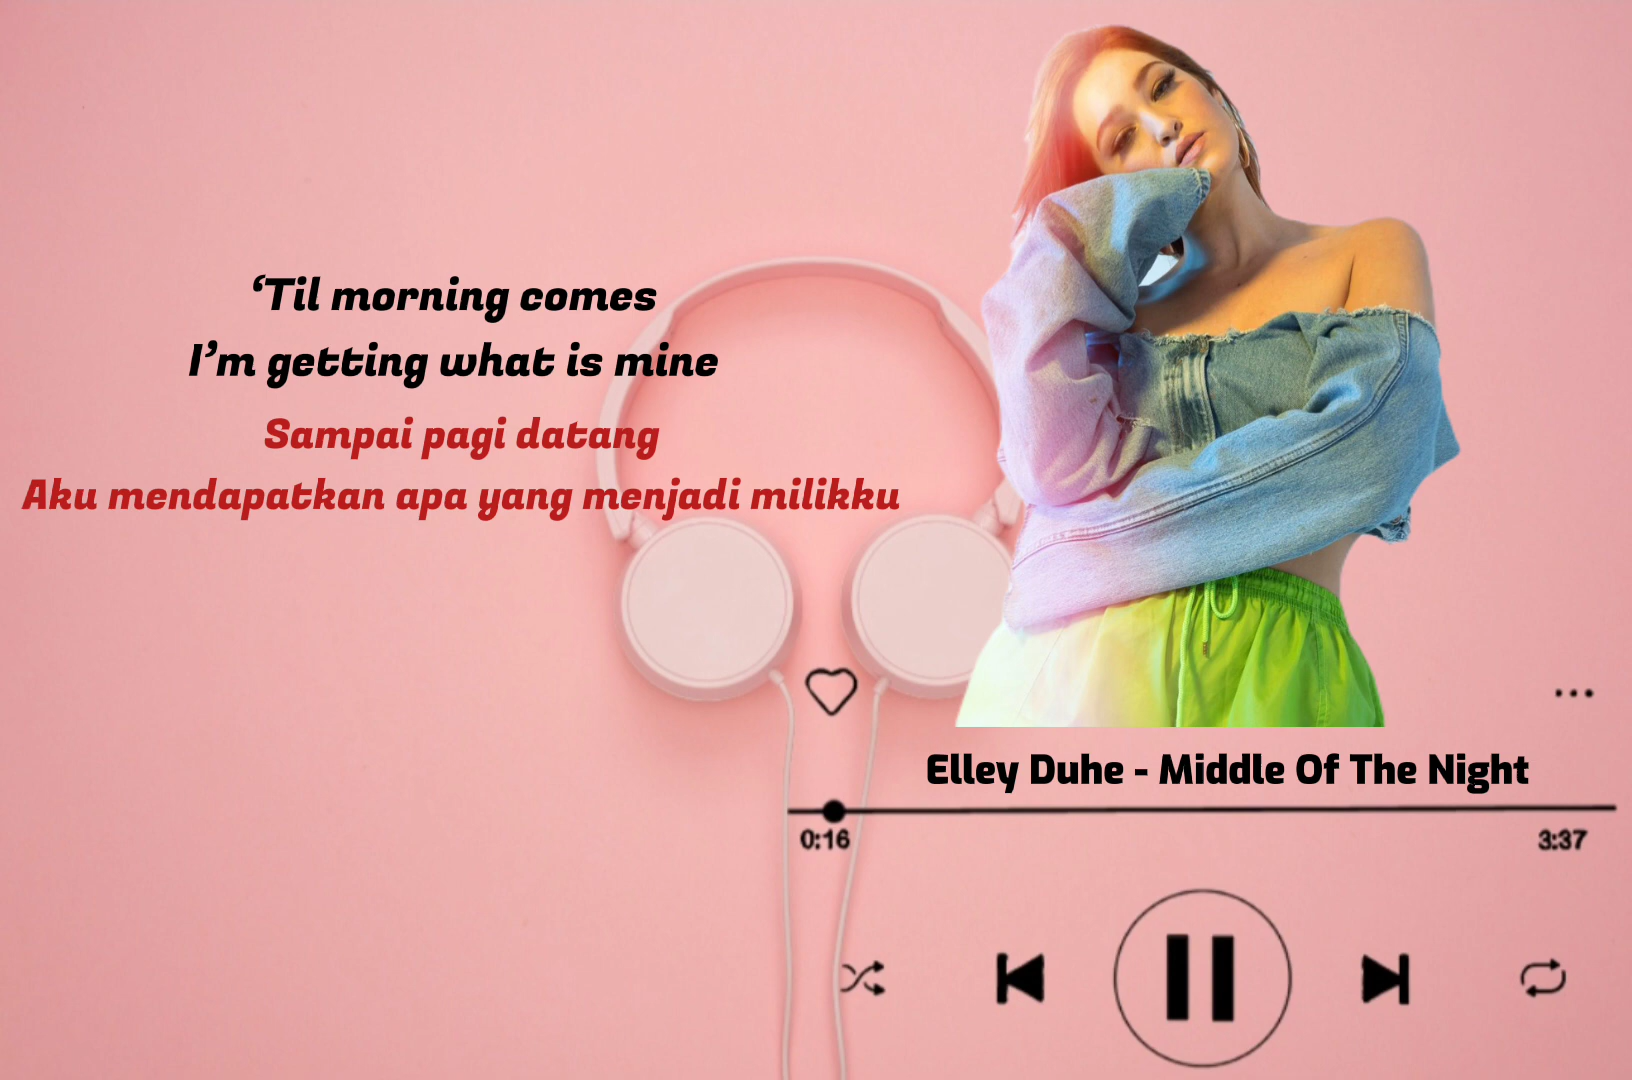 ‘Til morning comes
I’m getting what is mine
Sampai pagi datang
Aku mendapatkan apa yang menjadi milikku
Elley Duhe - Middle Of The Night
0:16
3:37